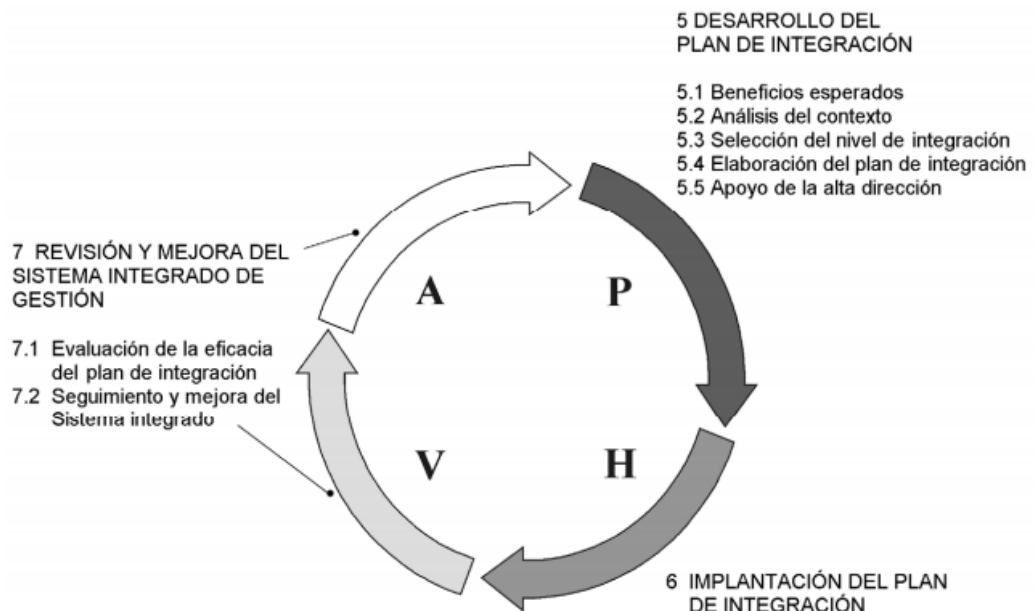 5 DESARROLLO DEL
PLAN DE INTEGRACIÓN
5.1 Beneficios esperados
5.2 Análisis del contexto
5.3 Selección del nivel de integración
5.4 Elaboración del plan de integración
5.5 Apoyo de la alta dirección
7 REVISIÓN Y MEJORA DEL
SISTEMA INTEGRADO DE
GESTIÓN
7.1 Evaluación de la eficacia
del plan de integración
7.2 Seguimiento y mejora del
Sistema integrado
A P
V H
6 IMPLANTACIÓN DEL PLAN
DE INTEGRACIÓN